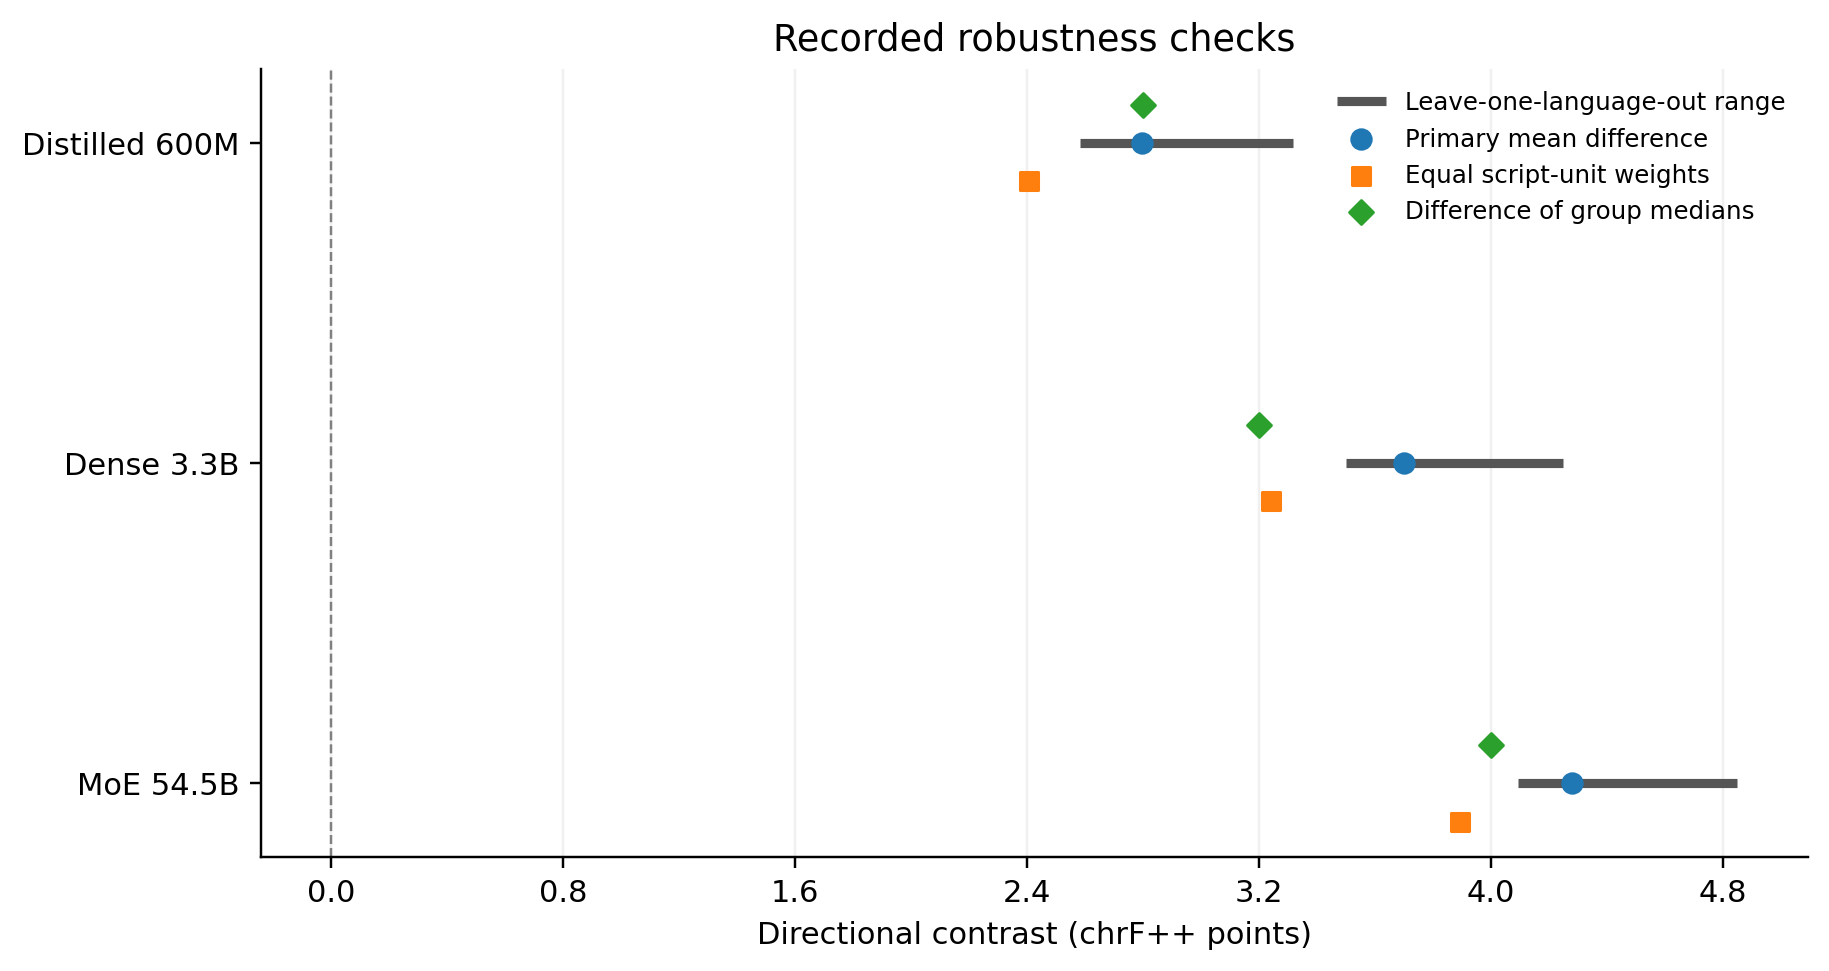 Recorded robustness checks
Leave-one-language-out range
Primary mean difference
Equal script-unit weights
Difference of group medians
Distilled 600M
Dense 3.3B
MoE 54.5B
0.0 0.8 1.6 2.4 3.2 4.0 4.8
Directional contrast (chrF++ points)